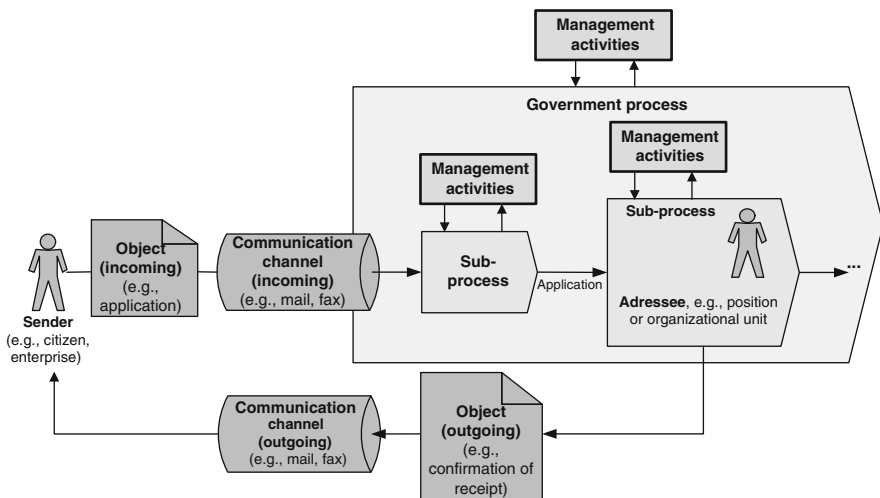 Management
activities
Government process
Management
activities
Management
activities
Sub-process
Object
(incoming)
(e.g.,
application)
Communication
channel
(incoming)
(e.g., mail, fax)
Sub-
process
Application
Adressee, e.g., position
or organizational unit
...
Sender
(e.g., citizen,
enterprise)
Communication
channel
(outgoing)
(e.g., mail, fax)
Object
(outgoing)
(e.g.,
confirmation of
receipt)